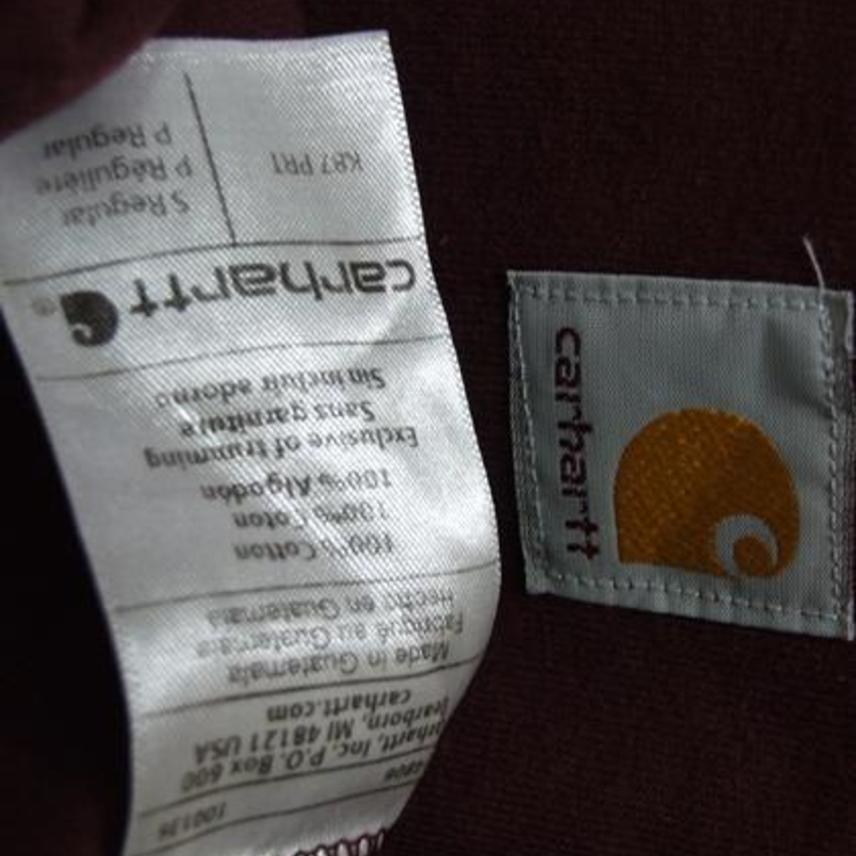 100136
Carhartt, Inc. P.O. Box 600
Dearborn, MI 48121 USA
carhartt.com
Made in Guatemala
Fabriqué au Guatemala
Hecho en Guatemala
100% Cotton
100% Coton
100% Algodón
Exclusive of trimming
Sans garniture
Sin incluir adorno
carhartt
S Regular
P Régulière
P Regular
K87 PRT
carhartt